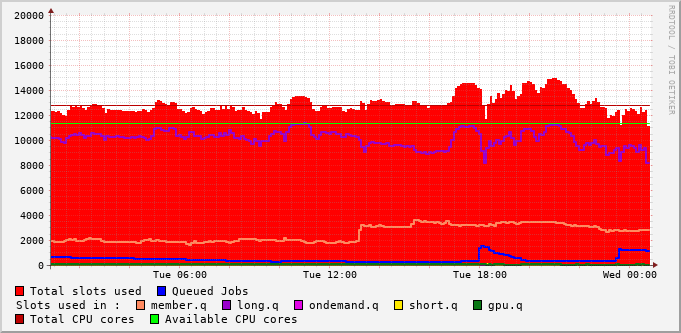 20000
18000
16000
14000
12000
10000
8000
6000
4000
2000
0
Tue 06:00 Tue 12:00 Tue 18:00 Wed 00:00
RRDTOOL / TOBI OETIKER
Total slots used Queued Jobs
Slots used in : member.q long.q ondemand.q short.q gpu.q
Total CPU cores Available CPU cores